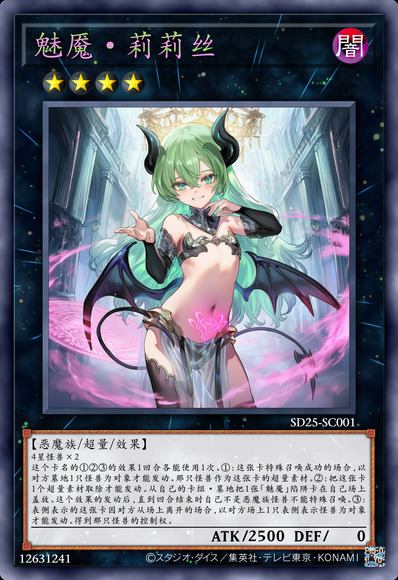 魅魇・莉莉丝
闇
SD25-SC001
【恶魔族/超量/效果】
4星怪兽×2
这个卡名的①②③的效果1回合各能使用1次。①：这张卡特殊召唤成功的场合，以
对方墓地1只怪兽为对象才能发动。那只怪兽作为这张卡的超量素材。②：把这张卡
1个超量素材取除才能发动。从自己的卡组・墓地把1张「魅魇」陷阱卡在自己场上
盖放。这个效果的发动后，直到回合结束时自己不是恶魔族怪兽不能特殊召唤。③：
表侧表示的这张卡因对方从场上离开的场合，以对方场上1只表侧表示怪兽为对象
才能发动。得到那只怪兽的控制权。
ATK/2500 DEF/ 0
12631241
©スタジオ・ダイス/集英社・テレビ東京・KONAMI